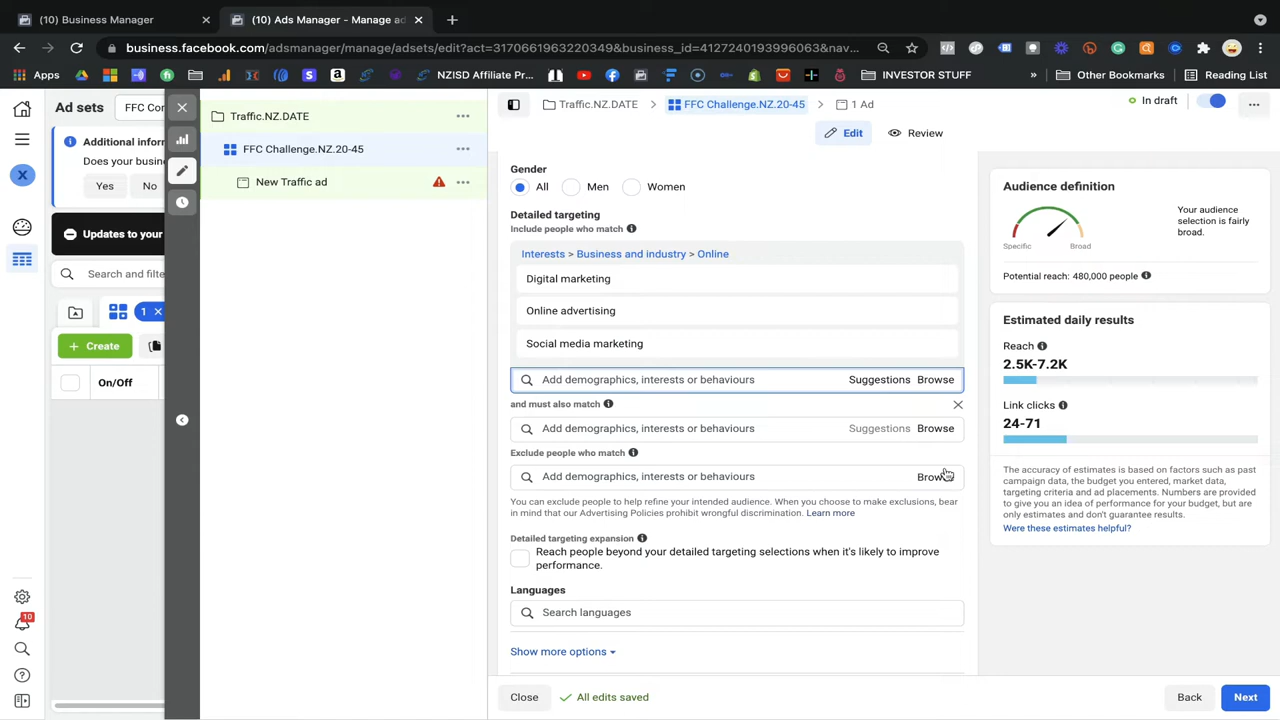 (10) Business Manager
(10) Ads Manager - Manage ad
business.facebook.com/adsmanager/manage/adsets/edit?act=3170661963220349&business_id=4127240193996063&nav...
Apps
NZISD Affiliate Pr...
INVESTOR STUFF
Other Bookmarks
Reading List
Ad sets
FFC Cor
Additional inforr
Does your busine
Yes
No
Updates to your
Search and filte
1
Create
On/Off
X
10
Traffic.NZ.DATE
FFC Challenge.NZ.20-45
New Traffic ad
Traffic.NZ.DATE
FFC Challenge.NZ.20-45
1 Ad
In draft
Edit
Review
Gender
All
Men
Women
Detailed targeting
Include people who match
Interests > Business and industry > Online
Digital marketing
Online advertising
Social media marketing
Add demographics, interests or behaviours Suggestions Browse
and must also match
Add demographics, interests or behaviours Suggestions Browse
Exclude people who match
Add demographics, interests or behaviours Browse
You can exclude people to help refine your intended audience. When you choose to make exclusions, bear
in mind that our Advertising Policies prohibit wrongful discrimination. Learn more
Detailed targeting expansion
Reach people beyond your detailed targeting selections when it's likely to improve
performance.
Languages
Search languages
Show more options
Close
All edits saved
Back
Next
Audience definition
Specific
Broad
Your audience
selection is fairly
broad.
Potential reach: 480,000 people
Estimated daily results
Reach
2.5K-7.2K
Link clicks
24-71
The accuracy of estimates is based on factors such as past
campaign data, the budget you entered, market data,
targeting criteria and ad placements. Numbers are provided
to give you an idea of performance for your budget, but are
only estimates and don't guarantee results.
Were these estimates helpful?